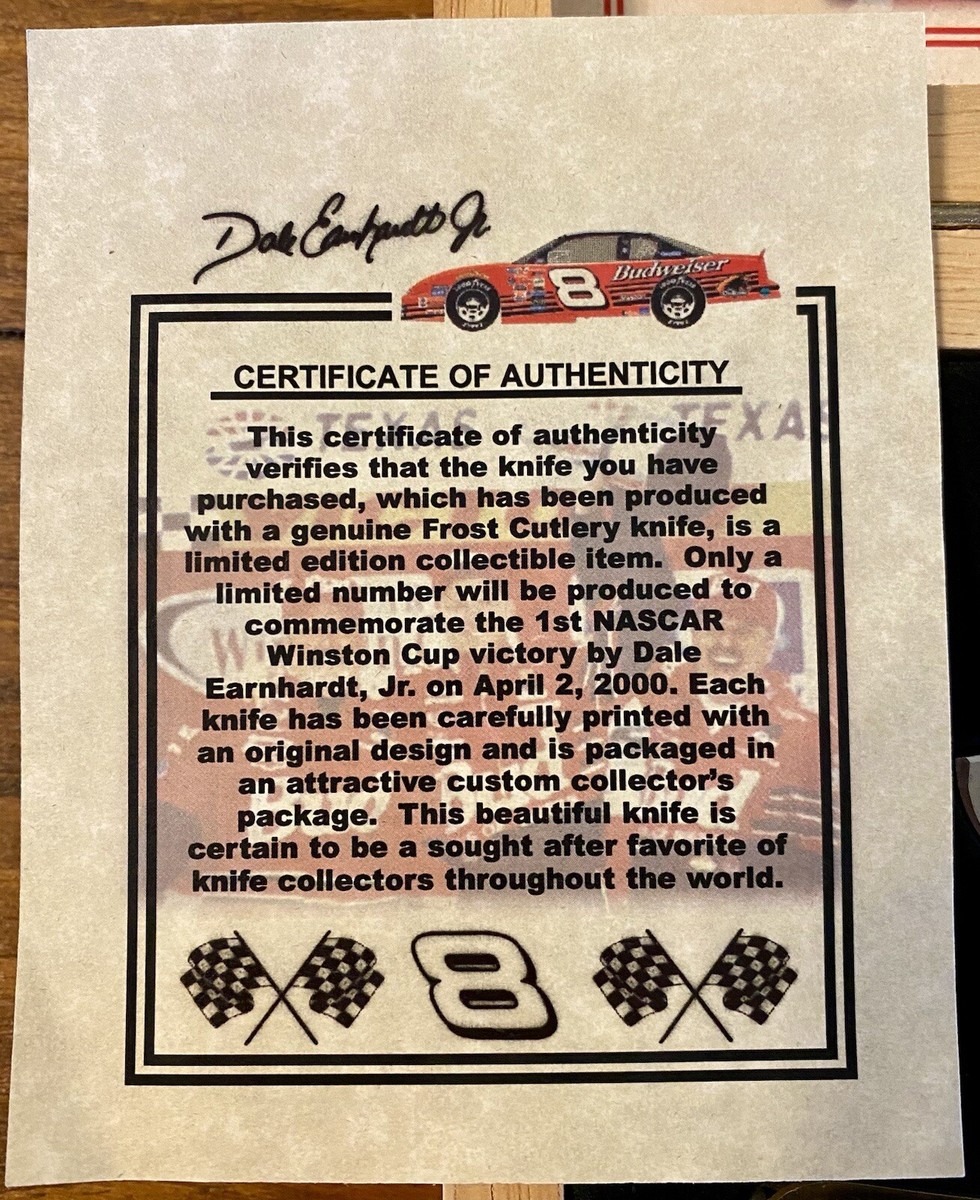 Dale Earnhardt Jr.
8 Budweiser
CERTIFICATE OF AUTHENTICITY
TEXAS TEXAS
This certificate of authenticity
verifies that the knife you have
purchased, which has been produced
with a genuine Frost Cutlery knife, is a
limited edition collectible item. Only a
limited number will be produced to
commemorate the 1st NASCAR
Winston Cup victory by Dale
Earnhardt, Jr. on April 2, 2000. Each
knife has been carefully printed with
an original design and is packaged in
an attractive custom collector's
package. This beautiful knife is
certain to be a sought after favorite of
knife collectors throughout the world.
8